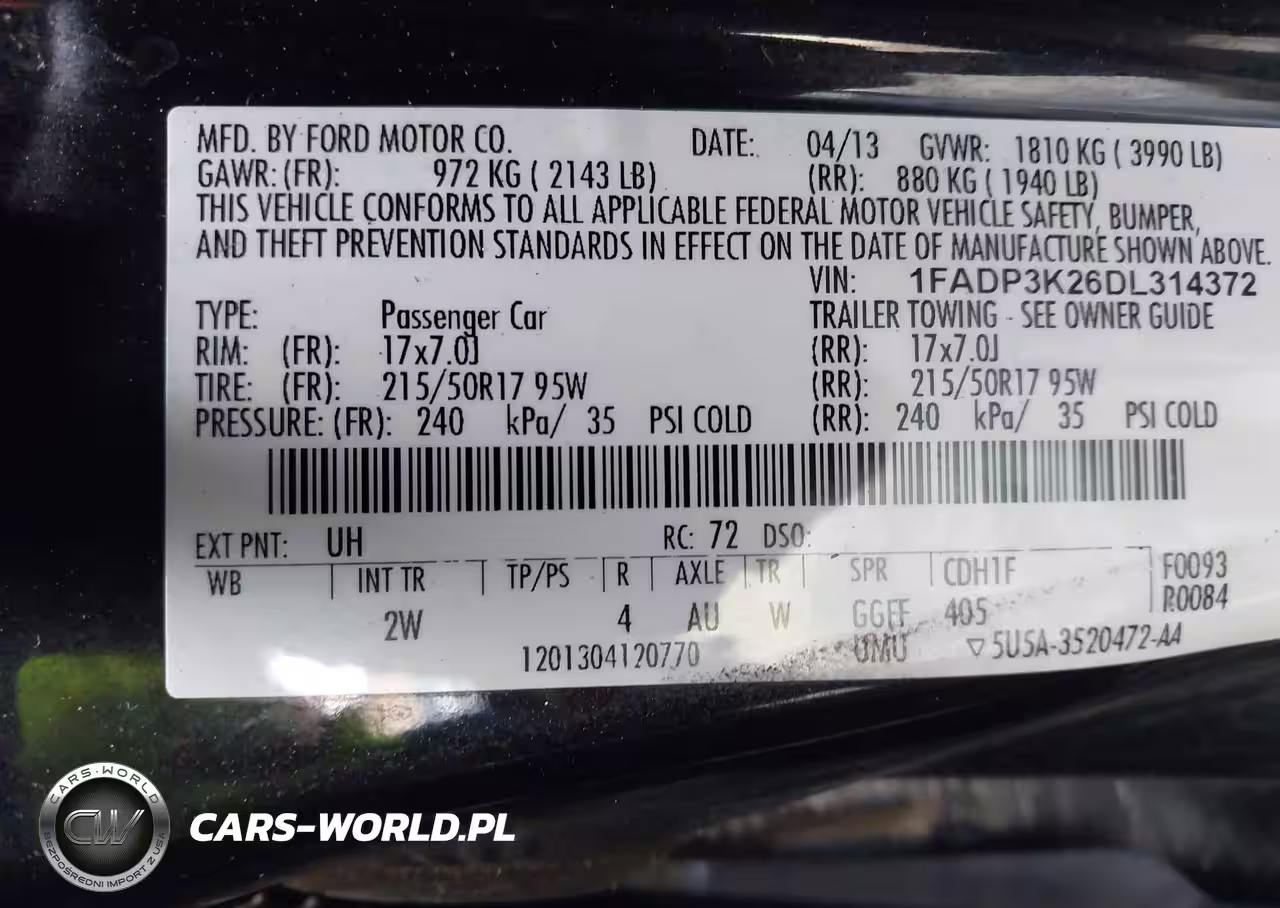 MFD. BY FORD MOTOR CO. DATE: 04/13 GVWR: 1810 KG ( 3990 LB)
GAWR: (FR): 972 KG ( 2143 LB) (RR): 880 KG ( 1940 LB)
THIS VEHICLE CONFORMS TO ALL APPLICABLE FEDERAL MOTOR VEHICLE SAFETY, BUMPER,
AND THEFT PREVENTION STANDARDS IN EFFECT ON THE DATE OF MANUFACTURE SHOWN ABOVE.
VIN: 1FADP3K26DL314372
TYPE: Passenger Car TRAILER TOWING - SEE OWNER GUIDE
RIM: (FR): 17x7.0J (RR): 17x7.0J
TIRE: (FR): 215/50R17 95W (RR): 215/50R17 95W
PRESSURE: (FR): 240 kPa/ 35 PSI COLD (RR): 240 kPa/ 35 PSI COLD
EXT PNT: UH RC: 72 DSO:
WB INT TR TP/PS R AXLE TR SPR CDH1F F0093
2W 4 AU W GGFF 405 R0084
1201304120770 UMU ▽ 5U5A-3520472-AA
CARS-WORLD
CW
BEZPOŚREDNI IMPORT Z USA
CARS-WORLD.PL